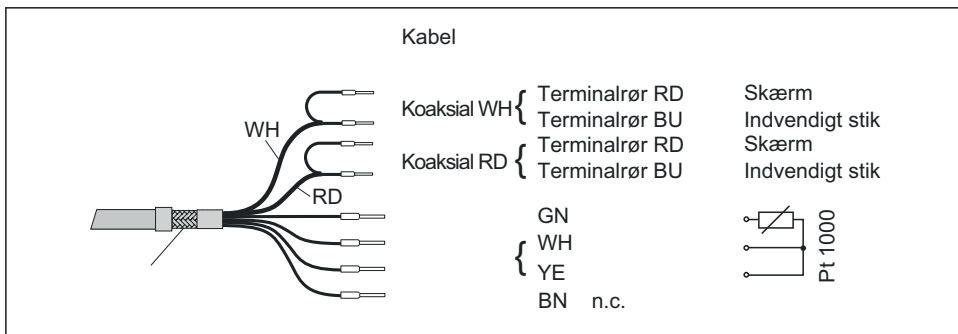 Kabel
Koaksial WH { Terminalrør RD Skærm
Terminalrør BU Indvendigt stik
Koaksial RD { Terminalrør RD Skærm
Terminalrør BU Indvendigt stik
WH
RD
GN
{ WH
YE
BN n.c.
Pt 1000